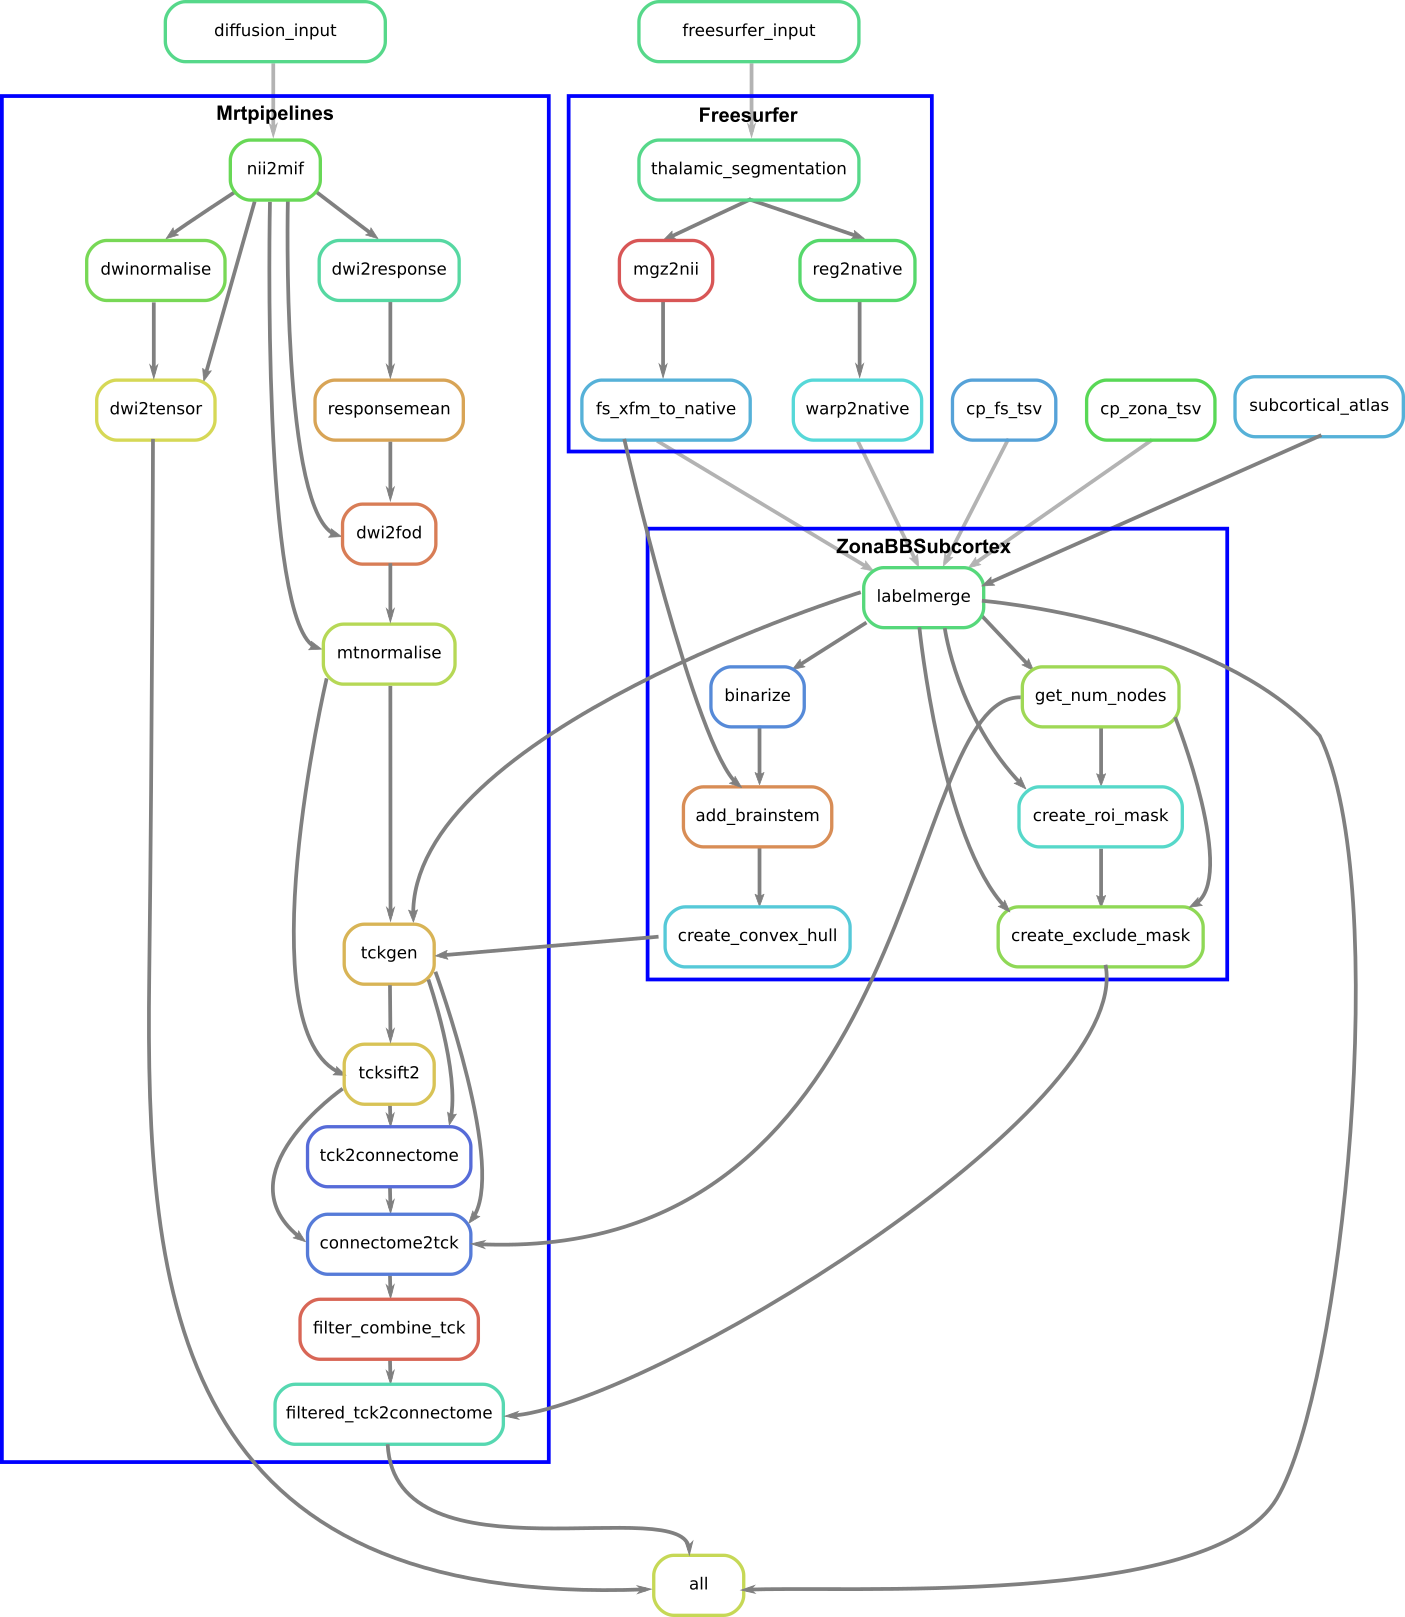 diffusion_input
freesurfer_input
Mrtpipelines
Freesurfer
nii2mif
thalamic_segmentation
dwinormalise
dwi2response
mgz2nii
reg2native
dwi2tensor
responsemean
fs_xfm_to_native
warp2native
cp_fs_tsv
cp_zona_tsv
subcortical_atlas
dwi2fod
ZonaBBSubcortex
labelmerge
mtnormalise
binarize
get_num_nodes
add_brainstem
create_roi_mask
tckgen
create_convex_hull
create_exclude_mask
tcksift2
tck2connectome
connectome2tck
filter_combine_tck
filtered_tck2connectome
all